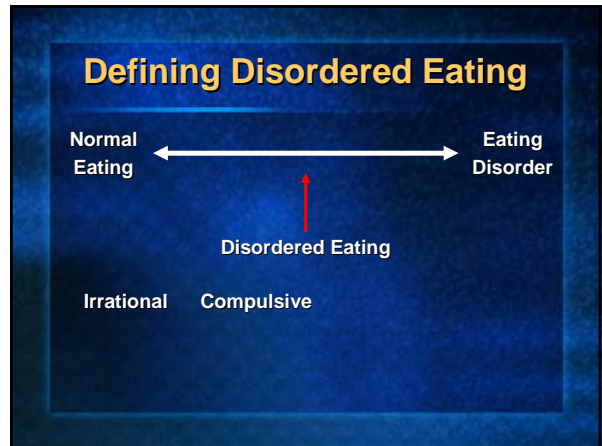 Defining Disordered Eating
Normal Eating
Eating Disorder
Disordered Eating
Irrational Compulsive